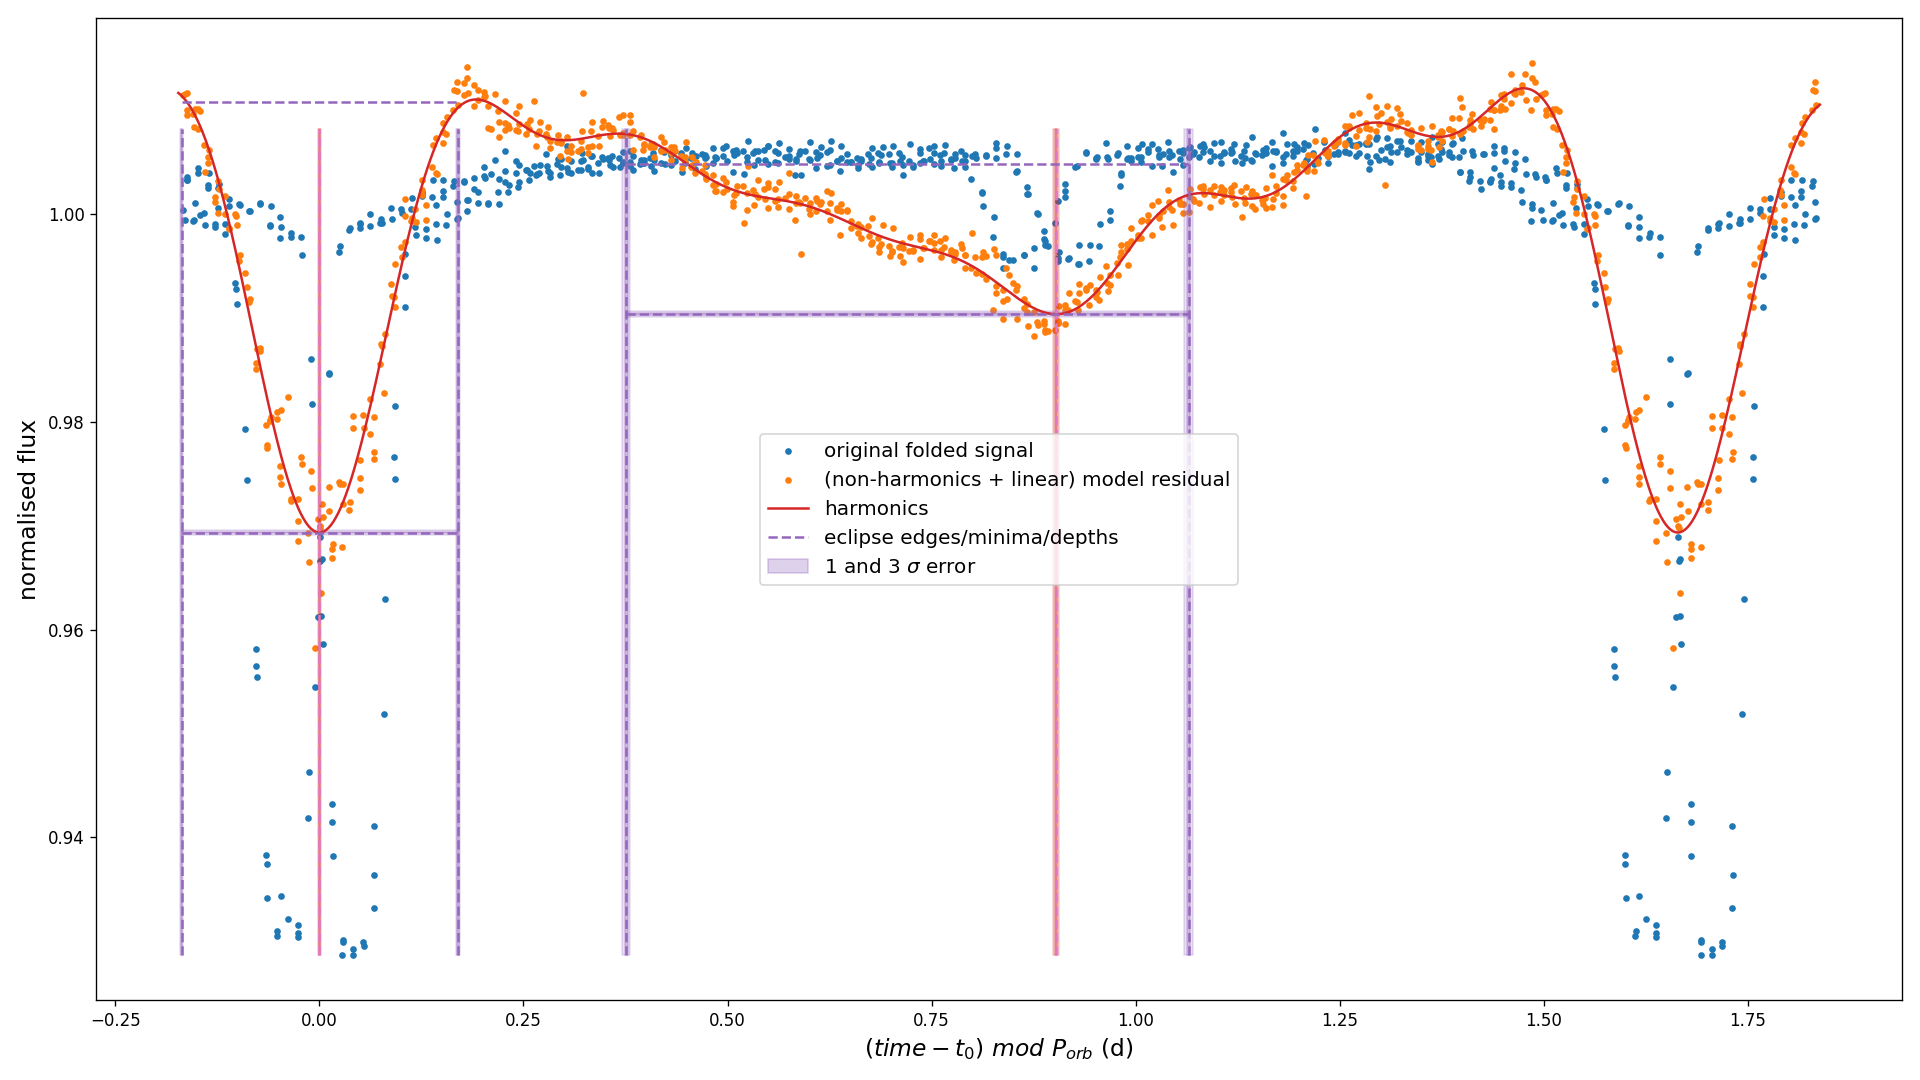 normalised flux
1.00
0.98
0.96
0.94
original folded signal
(non-harmonics + linear) model residual
harmonics
eclipse edges/minima/depths
1 and 3 σ error
−0.25 0.00 0.25 0.50 0.75 1.00 1.25 1.50 1.75
(time − t₀) mod P_orb (d)